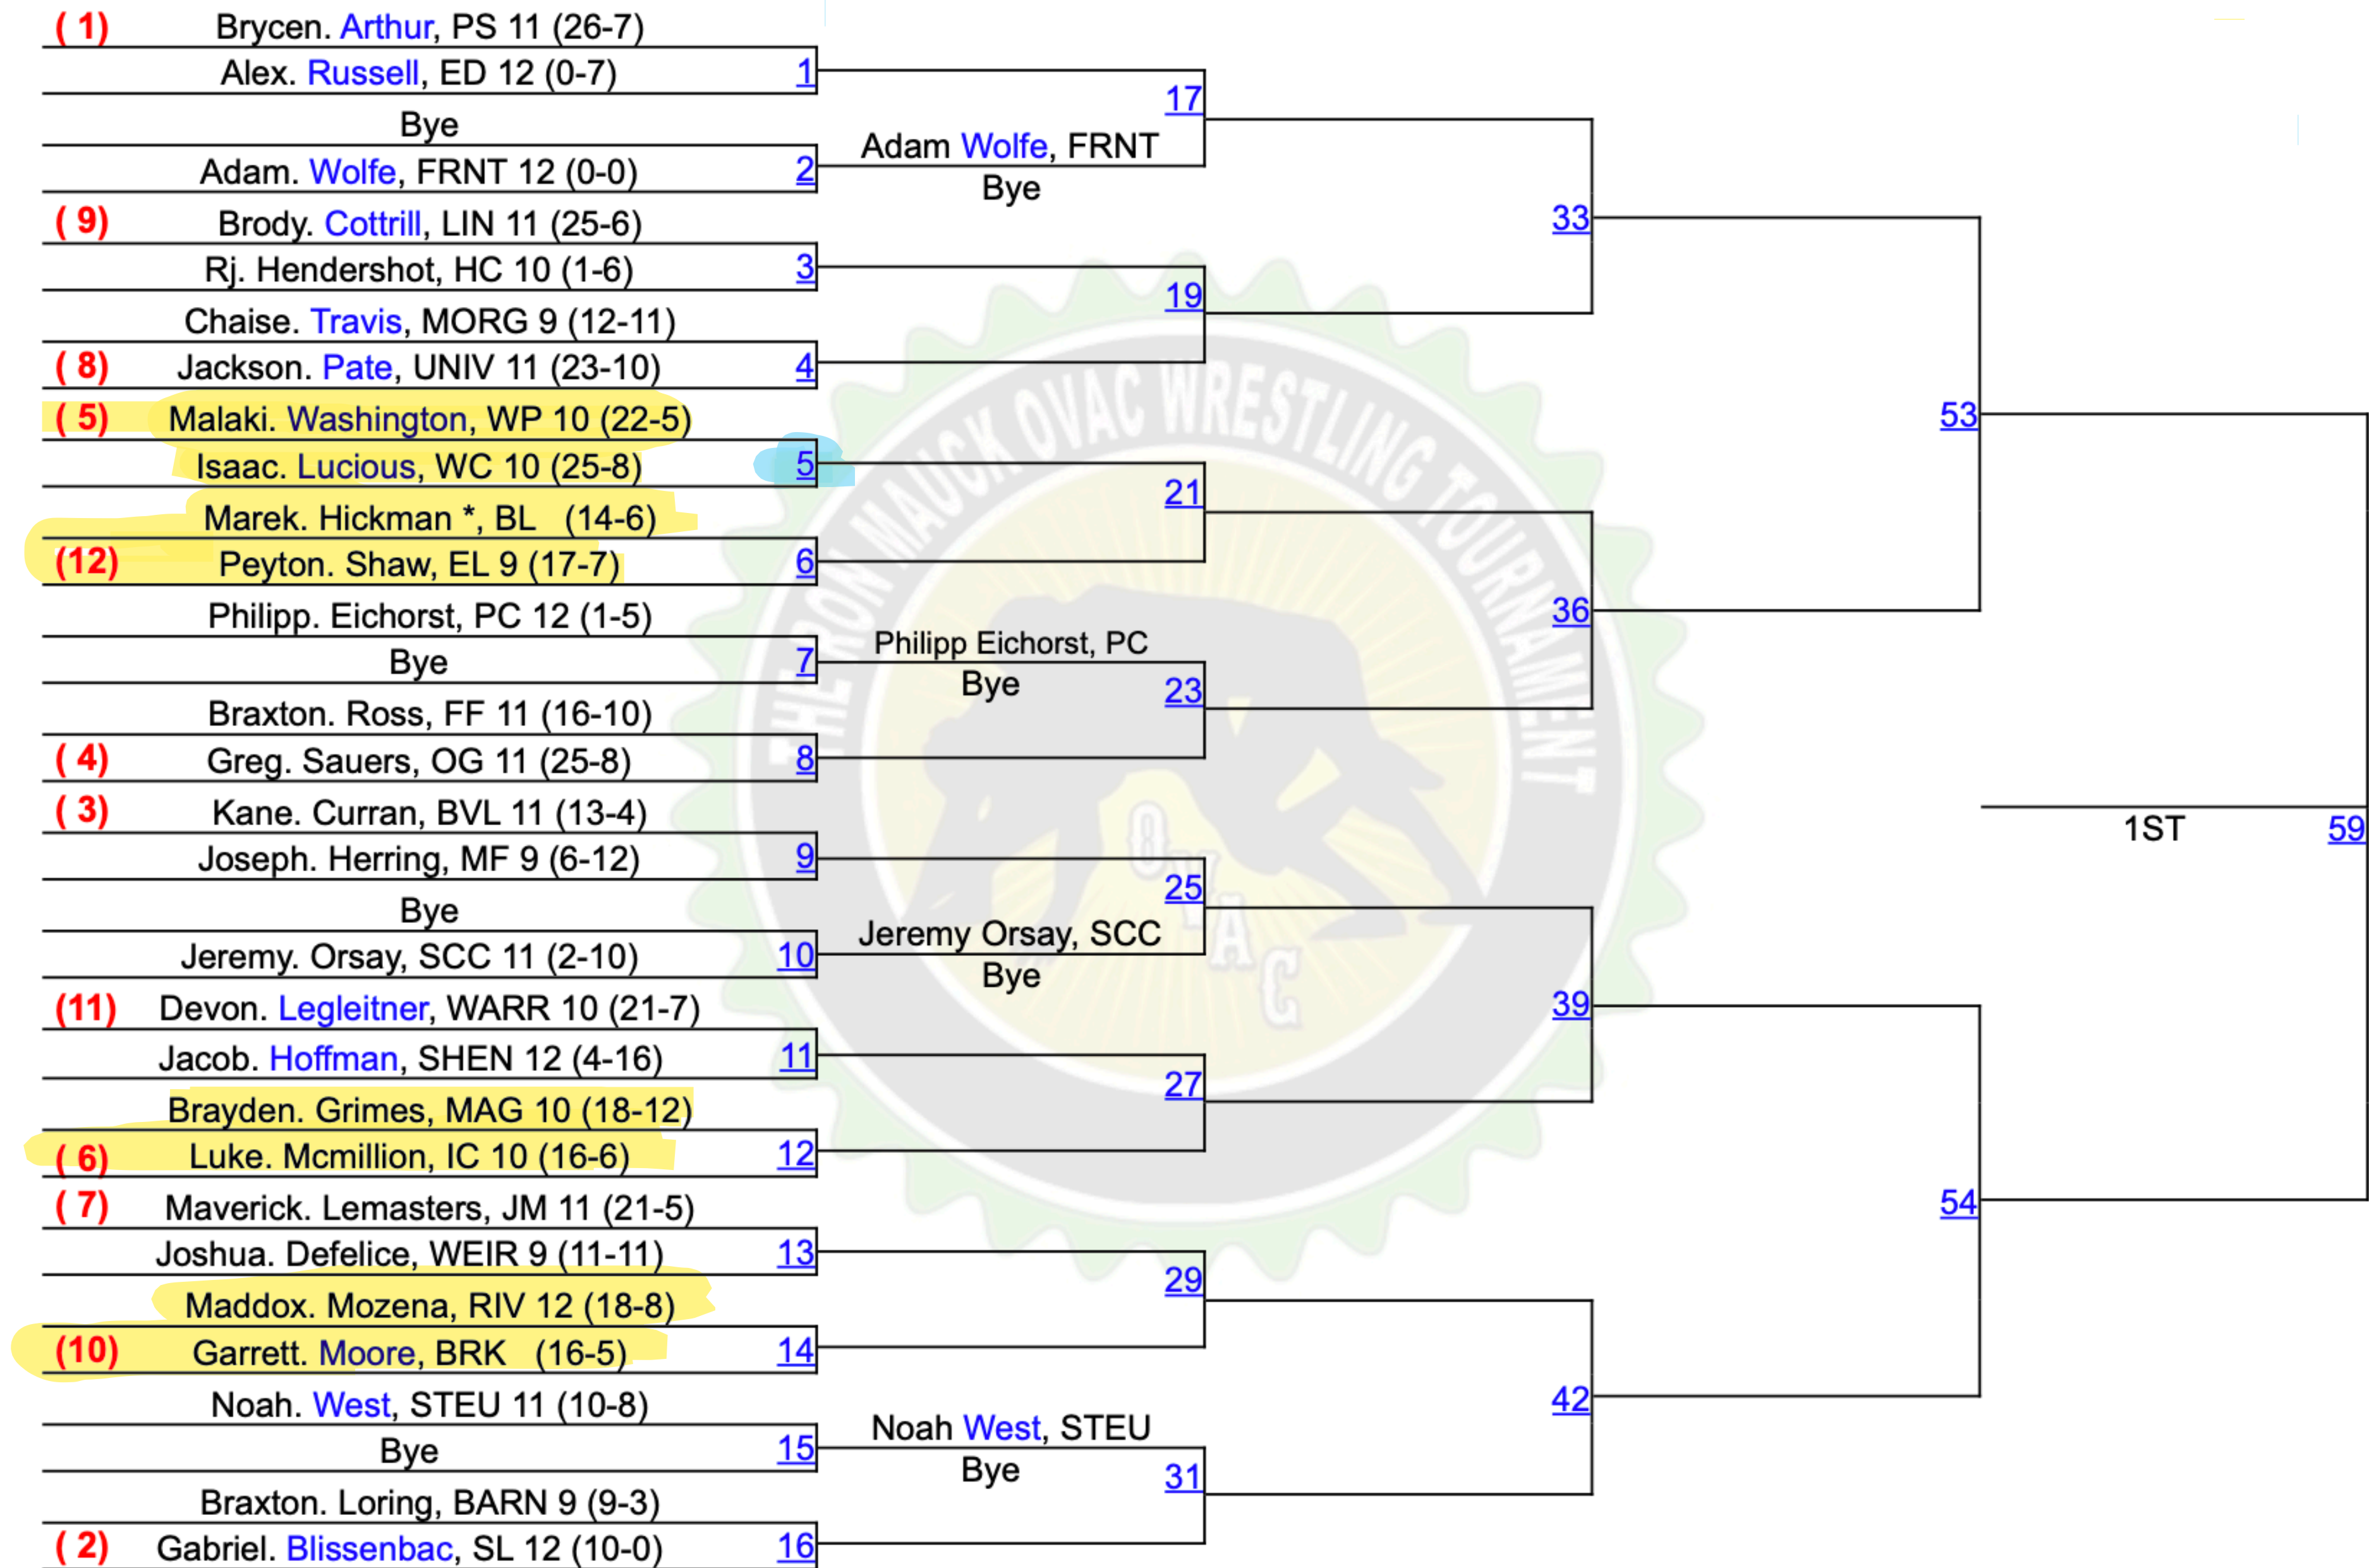 ( 1) Brycen. Arthur, PS 11 (26-7)
Alex. Russell, ED 12 (0-7)
1
Bye
Adam. Wolfe, FRNT 12 (0-0)
2
( 9) Brody. Cottrill, LIN 11 (25-6)
Rj. Hendershot, HC 10 (1-6)
3
Chaise. Travis, MORG 9 (12-11)
( 8) Jackson. Pate, UNIV 11 (23-10)
4
( 5) Malaki. Washington, WP 10 (22-5)
Isaac. Lucious, WC 10 (25-8)
5
Marek. Hickman *, BL (14-6)
(12) Peyton. Shaw, EL 9 (17-7)
6
Philipp. Eichorst, PC 12 (1-5)
Bye
7
Braxton. Ross, FF 11 (16-10)
( 4) Greg. Sauers, OG 11 (25-8)
8
( 3) Kane. Curran, BVL 11 (13-4)
Joseph. Herring, MF 9 (6-12)
9
Bye
Jeremy. Orsay, SCC 11 (2-10)
10
(11) Devon. Legleitner, WARR 10 (21-7)
Jacob. Hoffman, SHEN 12 (4-16)
11
Brayden. Grimes, MAG 10 (18-12)
( 6) Luke. Mcmillion, IC 10 (16-6)
12
( 7) Maverick. Lemasters, JM 11 (21-5)
Joshua. Defelice, WEIR 9 (11-11)
13
Maddox. Mozena, RIV 12 (18-8)
(10) Garrett. Moore, BRK (16-5)
14
Noah. West, STEU 11 (10-8)
Bye
15
Braxton. Loring, BARN 9 (9-3)
( 2) Gabriel. Blissenbac, SL 12 (10-0)
16
17
Adam Wolfe, FRNT
Bye
19
21
Philipp Eichorst, PC
Bye
23
25
Jeremy Orsay, SCC
Bye
27
29
Noah West, STEU
Bye
31
33
36
39
42
53
54
1ST
59
THE RON MAUCK OVAC WRESTLING TOURNAMENT
OVAC